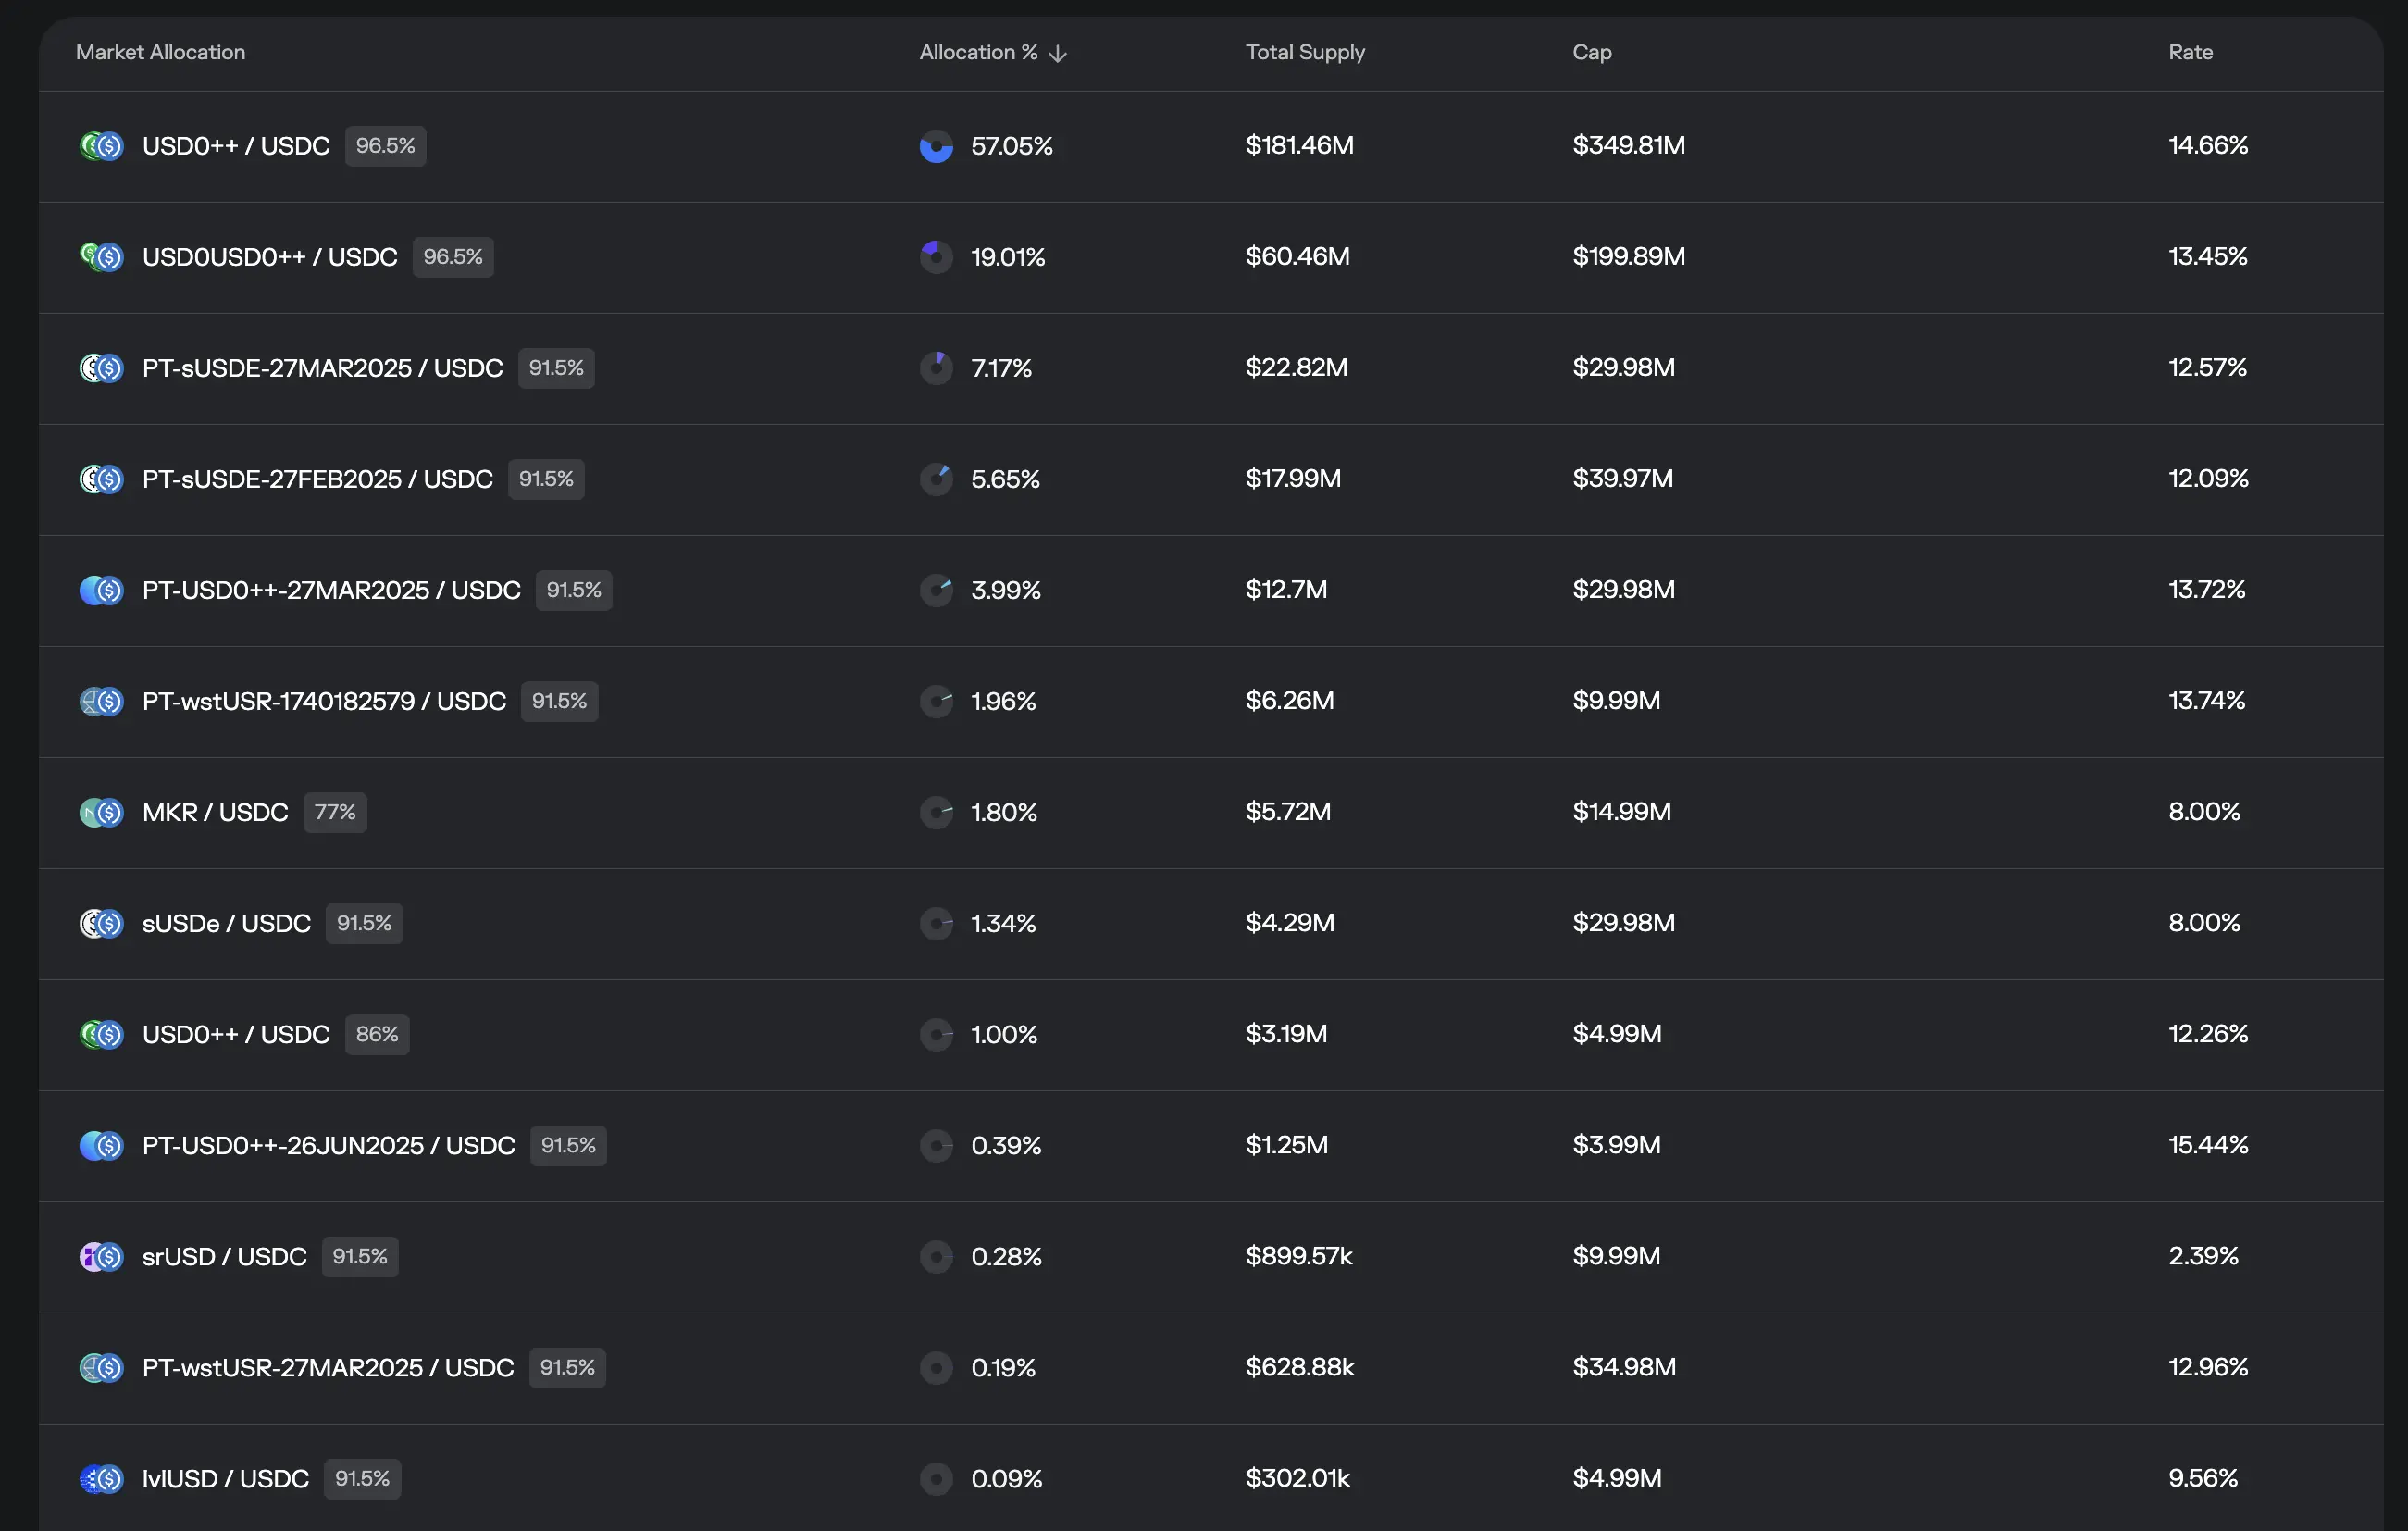 Market Allocation Allocation % ↓ Total Supply Cap Rate
USD0++ / USDC 96.5% 57.05% $181.46M $349.81M 14.66%
USD0USD0++ / USDC 96.5% 19.01% $60.46M $199.89M 13.45%
PT-sUSDE-27MAR2025 / USDC 91.5% 7.17% $22.82M $29.98M 12.57%
PT-sUSDE-27FEB2025 / USDC 91.5% 5.65% $17.99M $39.97M 12.09%
PT-USD0++-27MAR2025 / USDC 91.5% 3.99% $12.7M $29.98M 13.72%
PT-wstUSR-1740182579 / USDC 91.5% 1.96% $6.26M $9.99M 13.74%
MKR / USDC 77% 1.80% $5.72M $14.99M 8.00%
sUSDe / USDC 91.5% 1.34% $4.29M $29.98M 8.00%
USD0++ / USDC 86% 1.00% $3.19M $4.99M 12.26%
PT-USD0++-26JUN2025 / USDC 91.5% 0.39% $1.25M $3.99M 15.44%
srUSD / USDC 91.5% 0.28% $899.57k $9.99M 2.39%
PT-wstUSR-27MAR2025 / USDC 91.5% 0.19% $628.88k $34.98M 12.96%
lvlUSD / USDC 91.5% 0.09% $302.01k $4.99M 9.56%